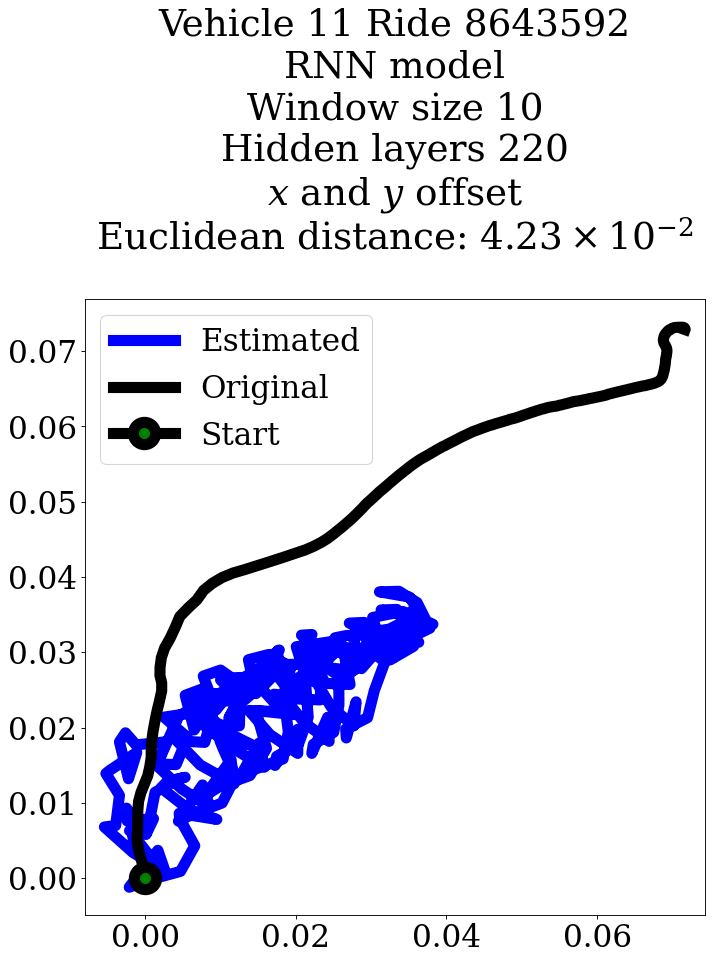 Vehicle 11 Ride 8643592
RNN model
Window size 10
Hidden layers 220
x and y offset
Euclidean distance: 4.23 × 10⁻²
Estimated
Original
Start
0.07
0.06
0.05
0.04
0.03
0.02
0.01
0.00
0.00 0.02 0.04 0.06